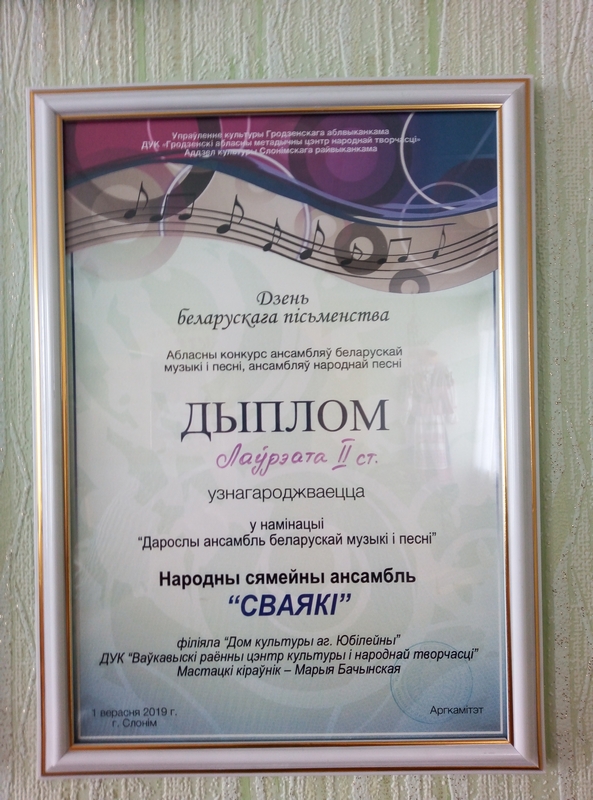 Упраўленне культуры Гродзенскага аблвыканкама
ДУК «Гродзенскі абласны метадычны цэнтр народнай творчасці»
Аддзел культуры Слонімскага райвыканкама
Дзень
беларускага пісьменства
Абласны конкурс ансамбляў беларускай
музыкі і песні, ансамбляў народнай песні
ДЫПЛОМ
Лаўрэата II ст.
узнагароджваецца
у намінацыі
“Дарослы ансамбль беларускай музыкі і песні”
Народны сямейны ансамбль
“СВАЯКІ”
філіяла “Дом культуры аг. Юбілейны”
ДУК “Ваўкавыскі раённы цэнтр культуры і народнай творчасці”
Мастацкі кіраўнік – Марыя Бачынская
1 верасня 2019 г.
г. Слонім
Аргкамітэт